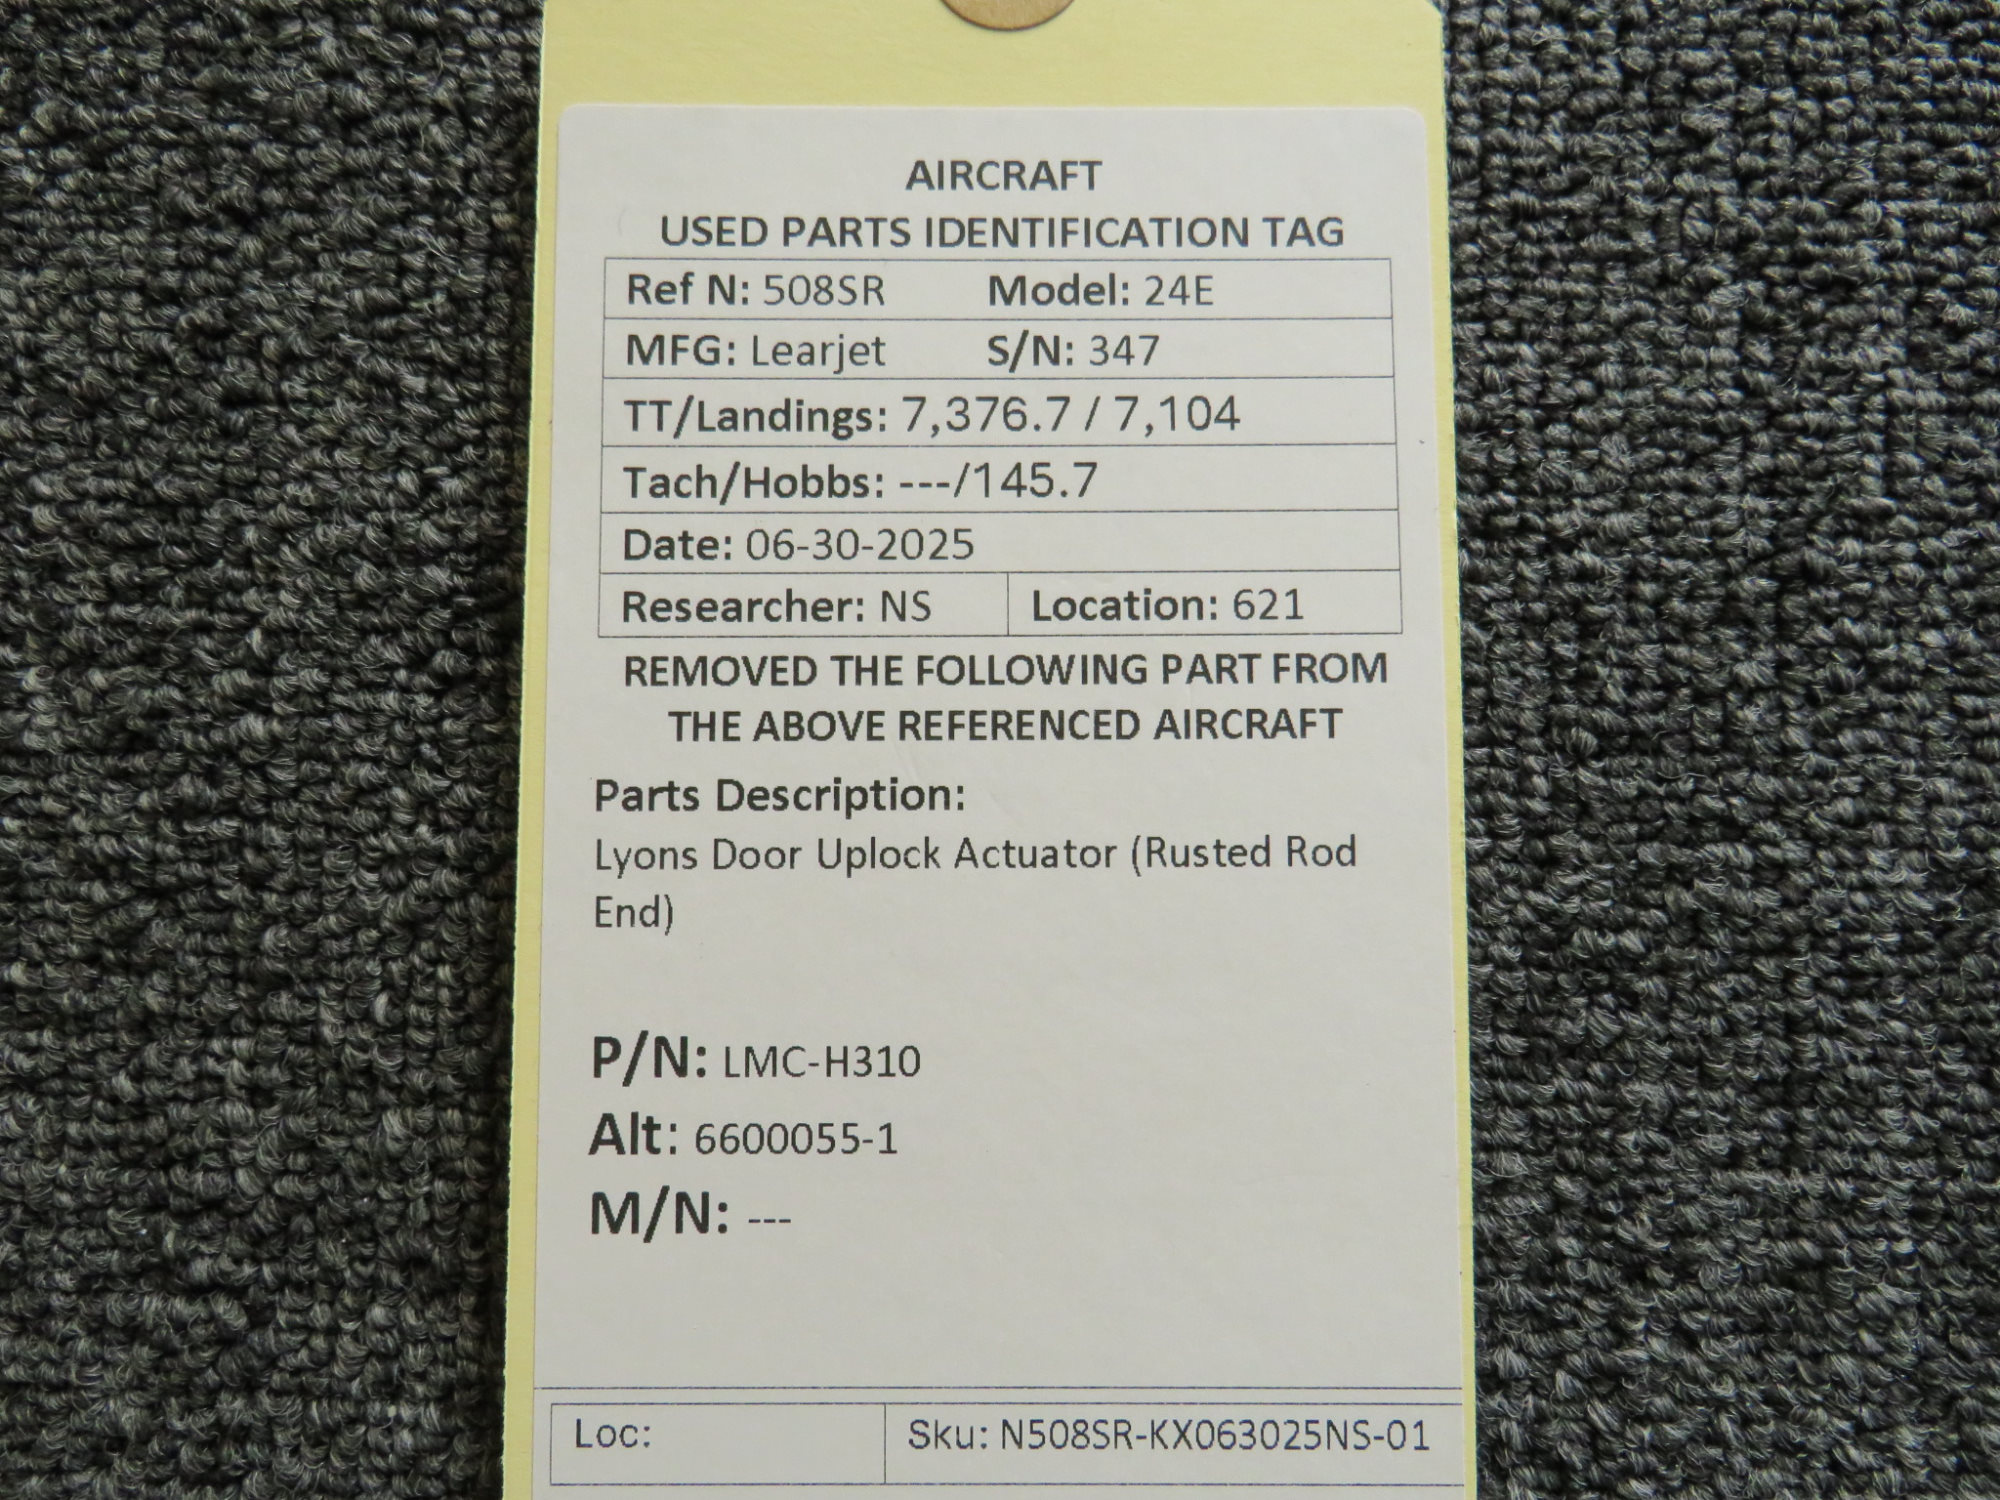 AIRCRAFT
USED PARTS IDENTIFICATION TAG
Ref N: 508SR Model: 24E
MFG: Learjet S/N: 347
TT/Landings: 7,376.7 / 7,104
Tach/Hobbs: ---/145.7
Date: 06-30-2025
Researcher: NS Location: 621
REMOVED THE FOLLOWING PART FROM
THE ABOVE REFERENCED AIRCRAFT
Parts Description:
Lyons Door Uplock Actuator (Rusted Rod
End)
P/N: LMC-H310
Alt: 6600055-1
M/N: ---
Loc: Sku: N508SR-KX063025NS-01